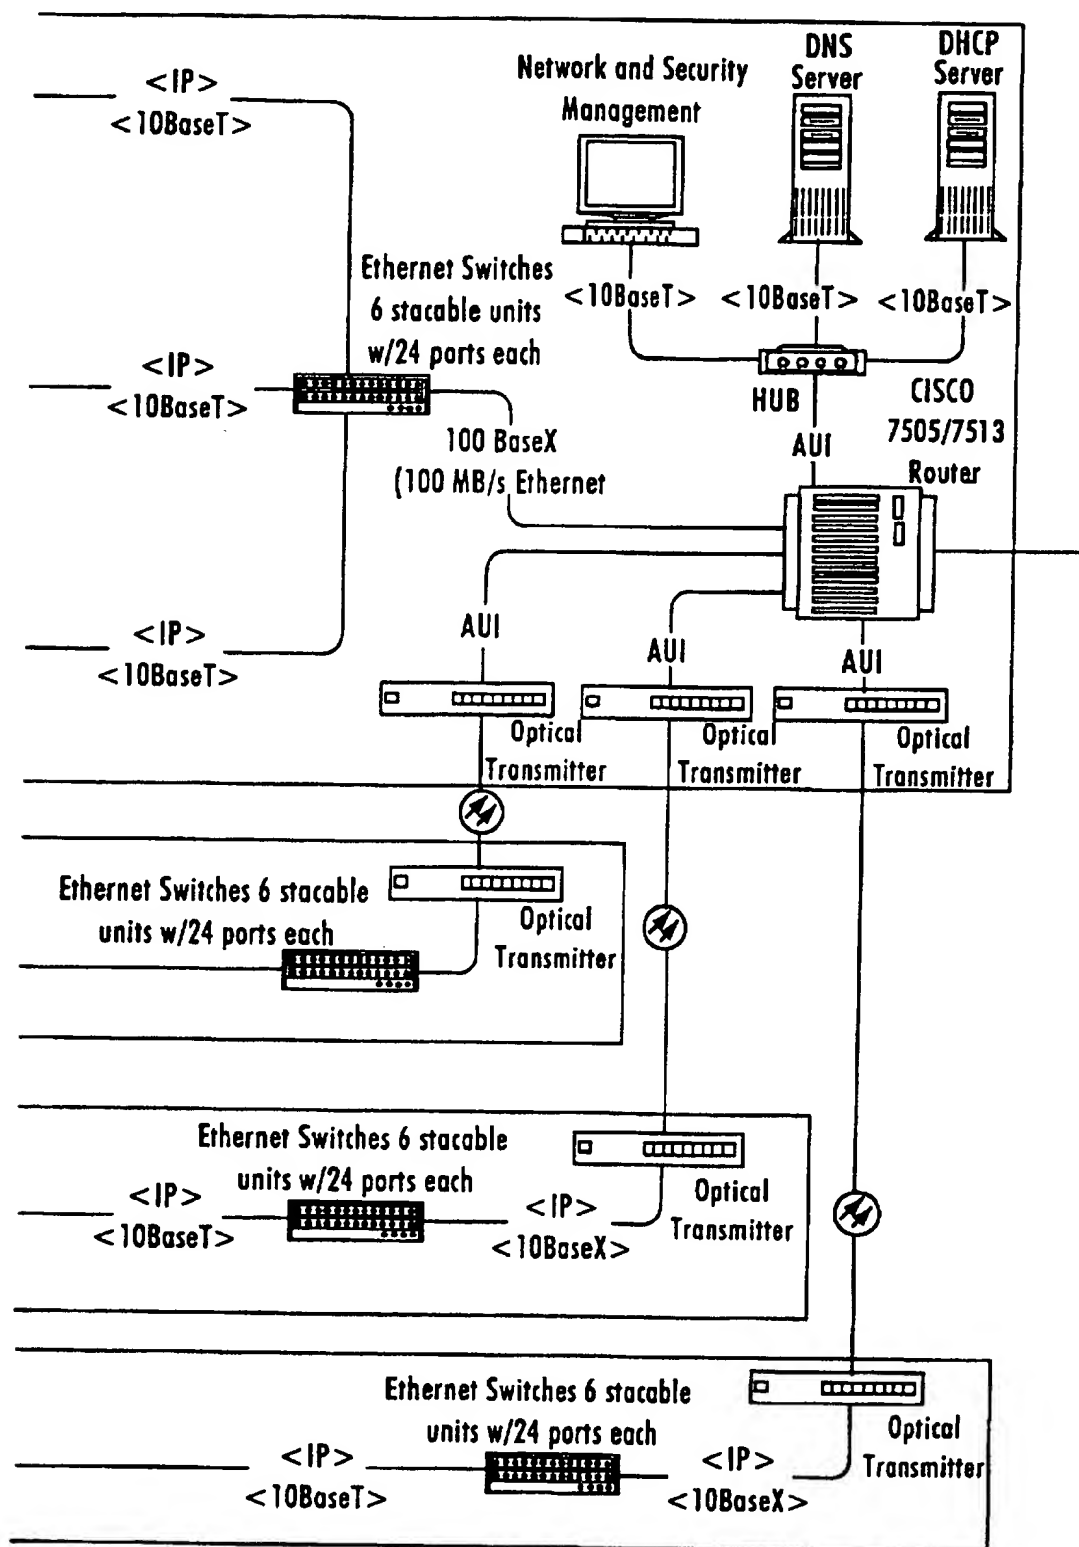 <IP>
<10BaseT>
Network and Security
Management
DNS
Server
DHCP
Server
<10BaseT>
<10BaseT>
<10BaseT>
Ethernet Switches
6 stacable units
w/24 ports each
<IP>
<10BaseT>
HUB
AUI
CISCO
7505/7513
Router
100 BaseX
(100 MB/s Ethernet
<IP>
<10BaseT>
AUI
AUI
AUI
Optical
Transmitter
Optical
Transmitter
Optical
Transmitter
Ethernet Switches 6 stacable
units w/24 ports each
Optical
Transmitter
Ethernet Switches 6 stacable
units w/24 ports each
<IP>
<10BaseT>
<IP>
<10BaseX>
Optical
Transmitter
Ethernet Switches 6 stacable
units w/24 ports each
<IP>
<10BaseT>
<IP>
<10BaseX>
Optical
Transmitter